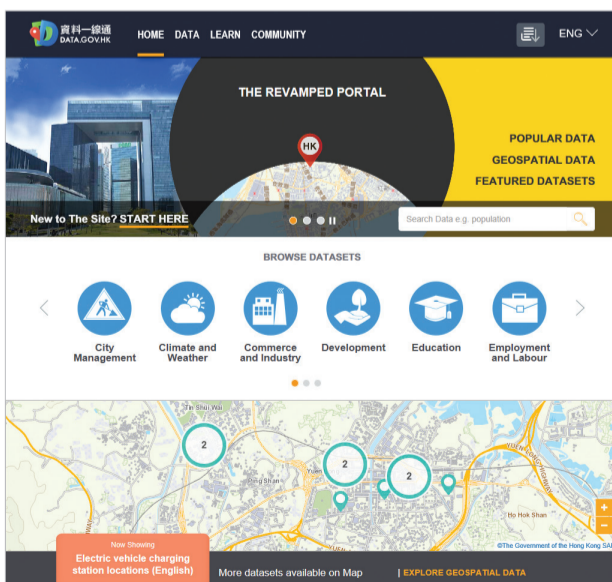 資料一線通
DATA.GOV.HK
HOME DATA LEARN COMMUNITY
ENG
THE REVAMPED PORTAL
HK
POPULAR DATA
GEOSPATIAL DATA
FEATURED DATASETS
New to The Site? START HERE
Search Data e.g. population
BROWSE DATASETS
City
Management
Climate and
Weather
Commerce
and Industry
Development
Education
Employment
and Labour
Tin Shui Wai
2
2
2
Ping Shan
Yuen
Ho Hok Shan
+
−
©The Government of the Hong Kong SAR
Now Showing
Electric vehicle charging
station locations (English)
More datasets available on Map
| EXPLORE GEOSPATIAL DATA